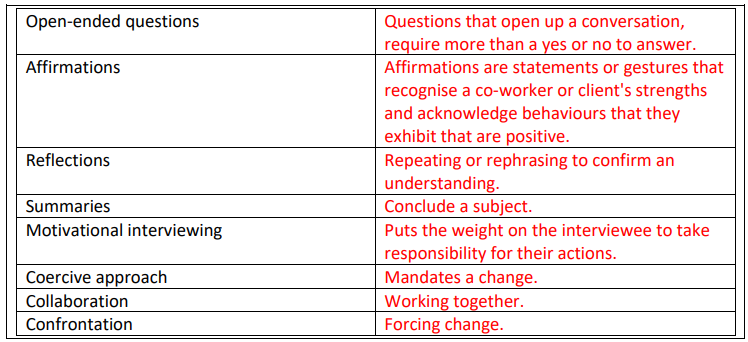 Open-ended questions
Questions that open up a conversation,
require more than a yes or no to answer.
Affirmations
Affirmations are statements or gestures that
recognise a co-worker or client's strengths
and acknowledge behaviours that they
exhibit that are positive.
Reflections
Repeating or rephrasing to confirm an
understanding.
Summaries
Conclude a subject.
Motivational interviewing
Puts the weight on the interviewee to take
responsibility for their actions.
Coercive approach
Mandates a change.
Collaboration
Working together.
Confrontation
Forcing change.